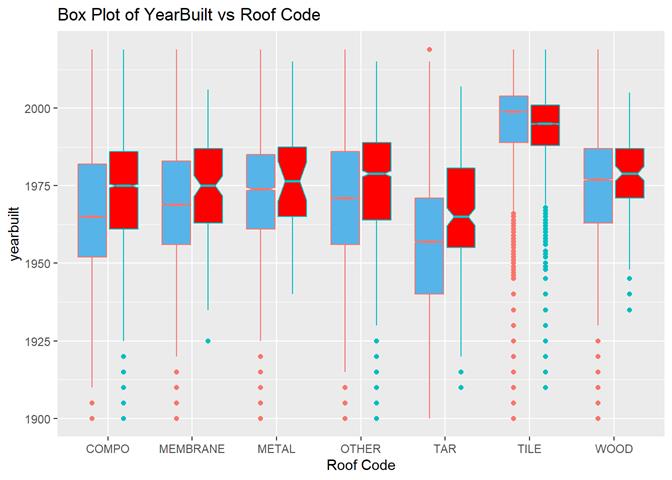 Box Plot of YearBuilt vs Roof Code
yearbuilt
2000
1975
1950
1925
1900
COMPO MEMBRANE METAL OTHER TAR TILE WOOD
Roof Code